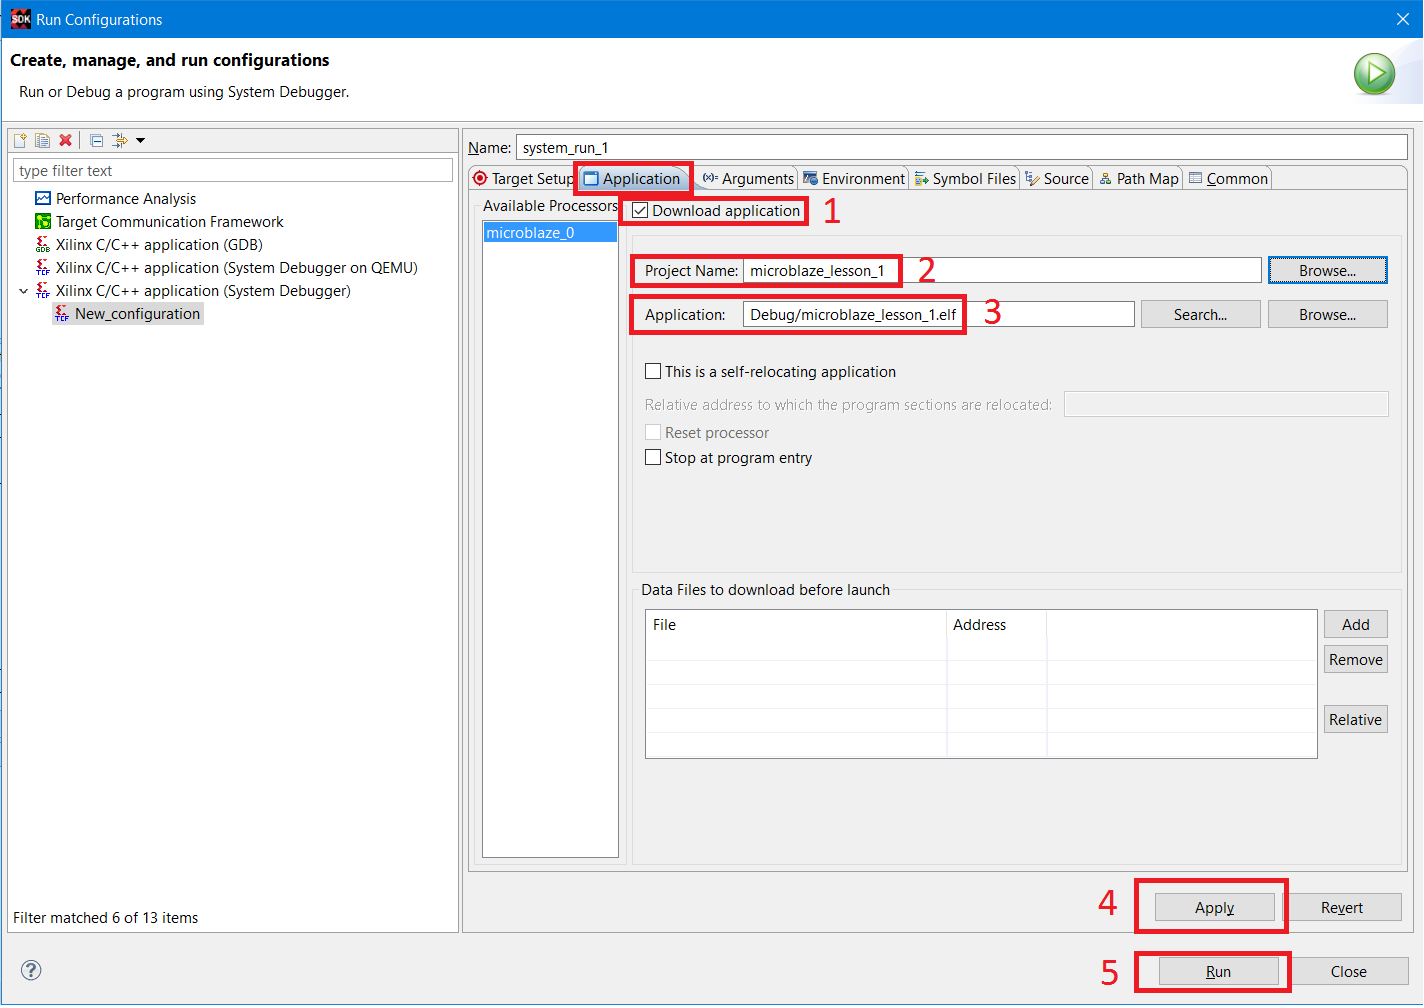 SDK Run Configurations
Create, manage, and run configurations
Run or Debug a program using System Debugger.
type filter text
Performance Analysis
Target Communication Framework
GDB Xilinx C/C++ application (GDB)
TCF Xilinx C/C++ application (System Debugger on QEMU)
TCF Xilinx C/C++ application (System Debugger)
TCF New_configuration
Filter matched 6 of 13 items
Name: system_run_1
Target Setup Application (x)= Arguments Environment Symbol Files Source Path Map Common
Available Processors
microblaze_0
Download application 1
Project Name: microblaze_lesson_1 2 Browse...
Application: Debug/microblaze_lesson_1.elf 3 Search... Browse...
This is a self-relocating application
Relative address to which the program sections are relocated:
Reset processor
Stop at program entry
Data Files to download before launch
File Address
Add
Remove
Relative
4 Apply Revert
? 5 Run Close